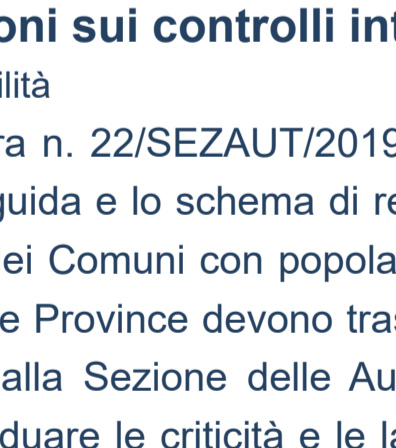 oni sui controlli int
ilità
ra n. 22/SEZAUT/2019
guida e lo schema di re
ei Comuni con popola
e Province devono tras
alla Sezione delle Au
duare le criticità e le la